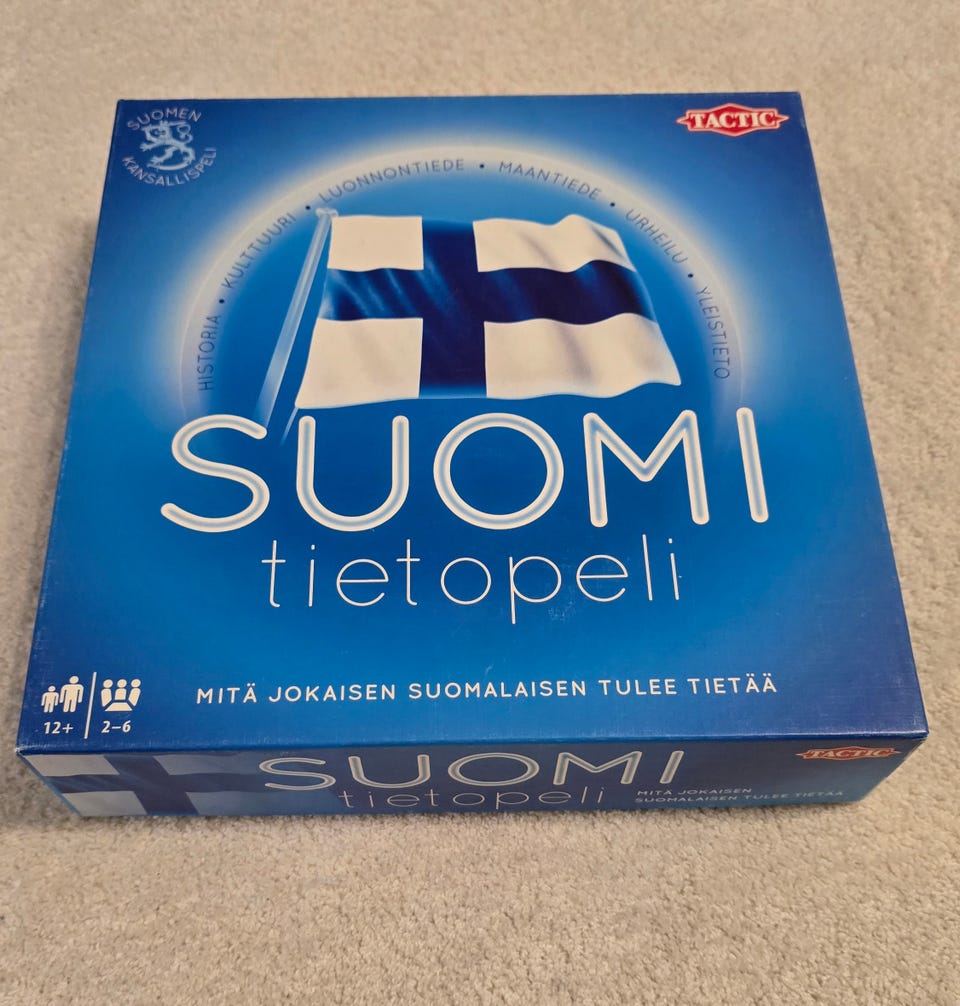 SUOMEN
KANSALLISPELI
TACTIC
HISTORIA • KULTTUURI • LUONNONTIEDE • MAANTIEDE • URHEILU • YLEISTIETO
SUOMI
tietopeli
MITÄ JOKAISEN SUOMALAISEN TULEE TIETÄÄ
12+
2–6
SUOMI
tietopeli
MITÄ JOKAISEN
SUOMALAISEN TULEE TIETÄÄ
TACTIC